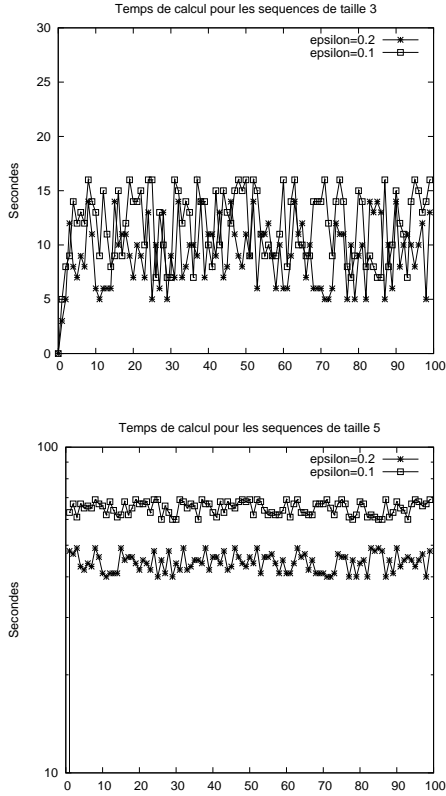 Temps de calcul pour les sequences de taille 3
30
25
20
15
10
5
0
Secondes
epsilon=0.2
epsilon=0.1
0 10 20 30 40 50 60 70 80 90 100
Temps de calcul pour les sequences de taille 5
100
10
Secondes
epsilon=0.2
epsilon=0.1
0 10 20 30 40 50 60 70 80 90 100